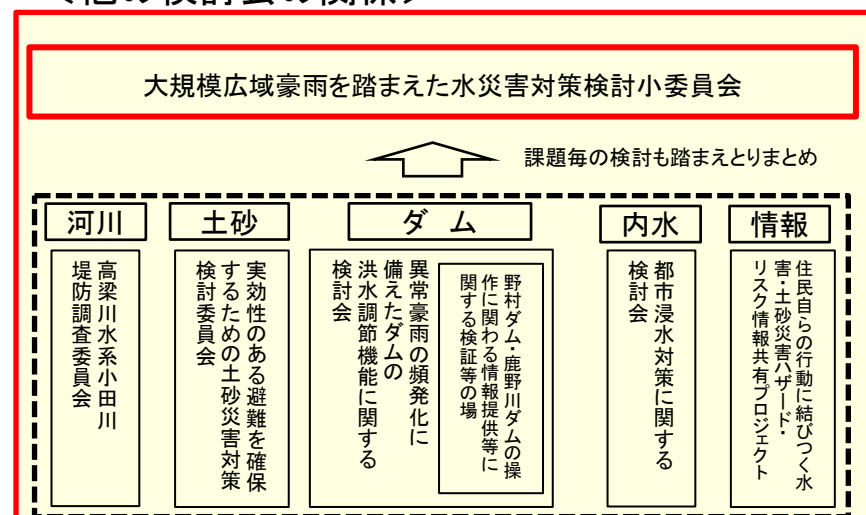 大規模広域豪雨を踏まえた水災害対策検討小委員会
課題毎の検討も踏まえとりまとめ
河川
土砂
ダ ム
内水
情報
高梁川水系小田川
堤防調査委員会
実効性のある避難を確保
するための土砂災害対策
検討委員会
異常豪雨の頻発化に
備えたダムの
洪水調節機能に関する
検討会
野村ダム・鹿野川ダムの操
作に関わる情報提供等に
関する検証等の場
都市浸水対策に関する
検討会
住民自らの行動に結びつく水
害・土砂災害ハザード・
リスク情報共有プロジェクト